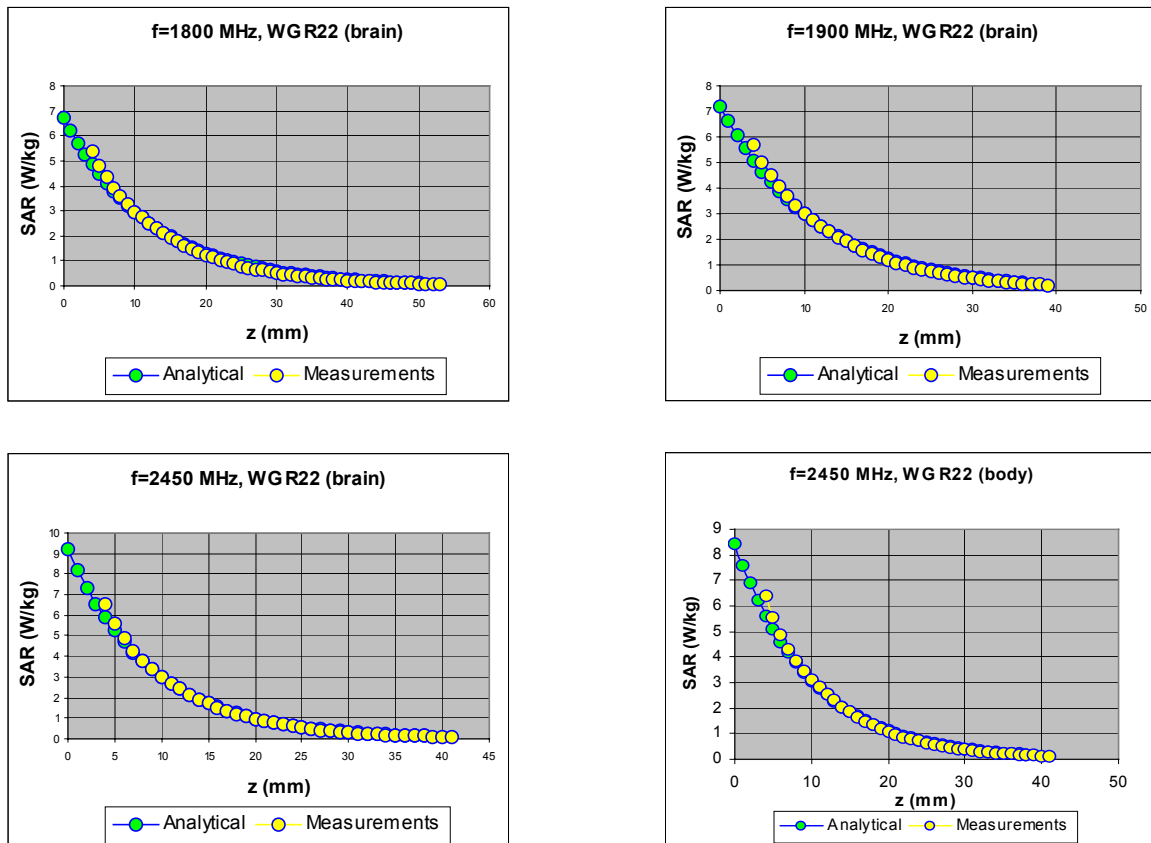 f=1800 MHz, WGR22 (brain)
SAR (W/kg)
8
7
6
5
4
3
2
1
0
0 10 20 30 40 50 60
z (mm)
Analytical Measurements
f=1900 MHz, WGR22 (brain)
SAR (W/kg)
8
7
6
5
4
3
2
1
0
0 10 20 30 40 50
z (mm)
Analytical Measurements
f=2450 MHz, WGR22 (brain)
SAR (W/kg)
10
9
8
7
6
5
4
3
2
1
0
0 5 10 15 20 25 30 35 40 45
z (mm)
Analytical Measurements
f=2450 MHz, WGR22 (body)
SAR (W/kg)
9
8
7
6
5
4
3
2
1
0
0 10 20 30 40 50
z (mm)
Analytical Measurements